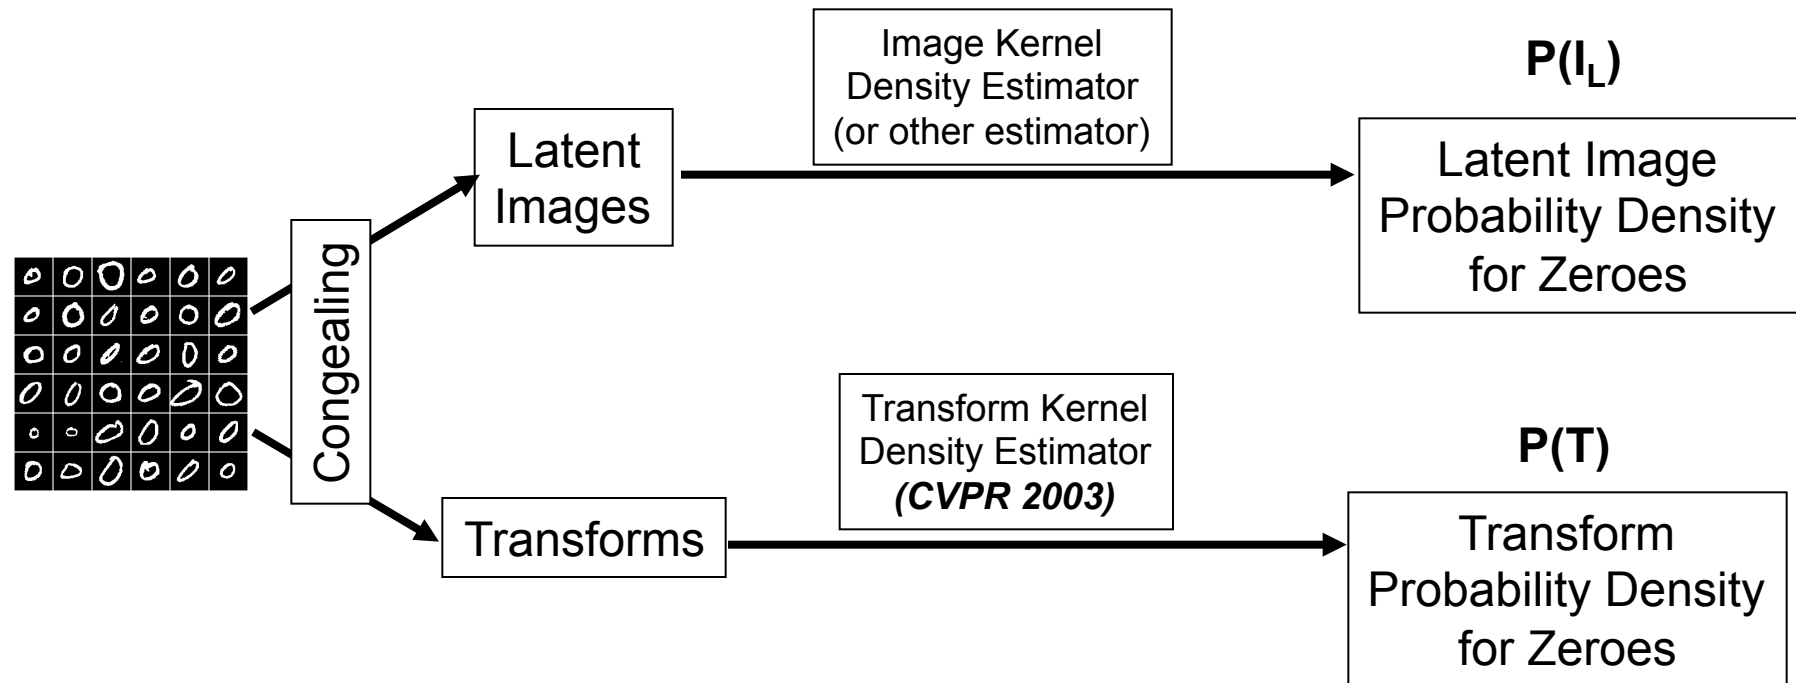 Congealing
Latent
Images
Image Kernel
Density Estimator
(or other estimator)
P(I_L)
Latent Image
Probability Density
for Zeroes
Transforms
Transform Kernel
Density Estimator
(CVPR 2003)
P(T)
Transform
Probability Density
for Zeroes